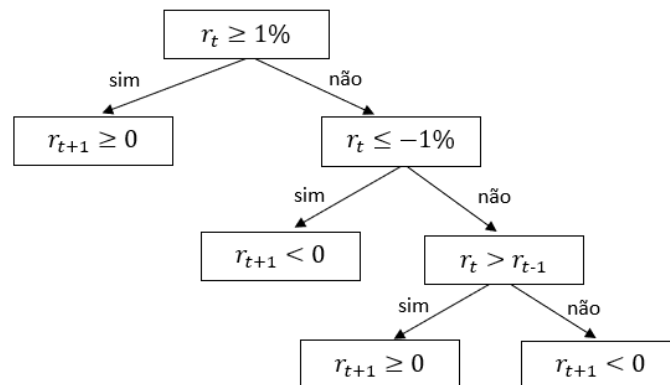 r_t ≥ 1%
sim
não
r_{t+1} ≥ 0
r_t ≤ −1%
sim
não
r_{t+1} < 0
r_t > r_{t-1}
sim
não
r_{t+1} ≥ 0
r_{t+1} < 0